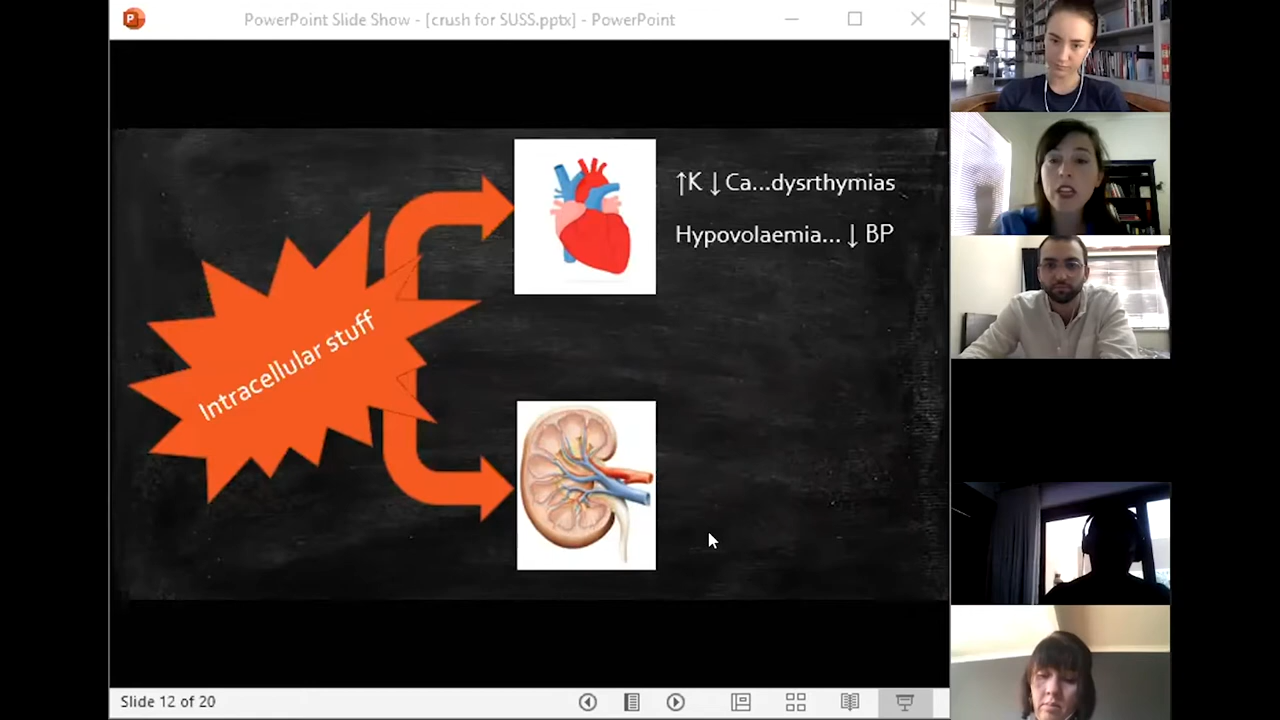 P
PowerPoint Slide Show - [crush for SUSS.pptx] - PowerPoint
↑K ↓Ca...dysrthymias
Hypovolaemia... ↓ BP
Intracellular stuff
Slide 12 of 20